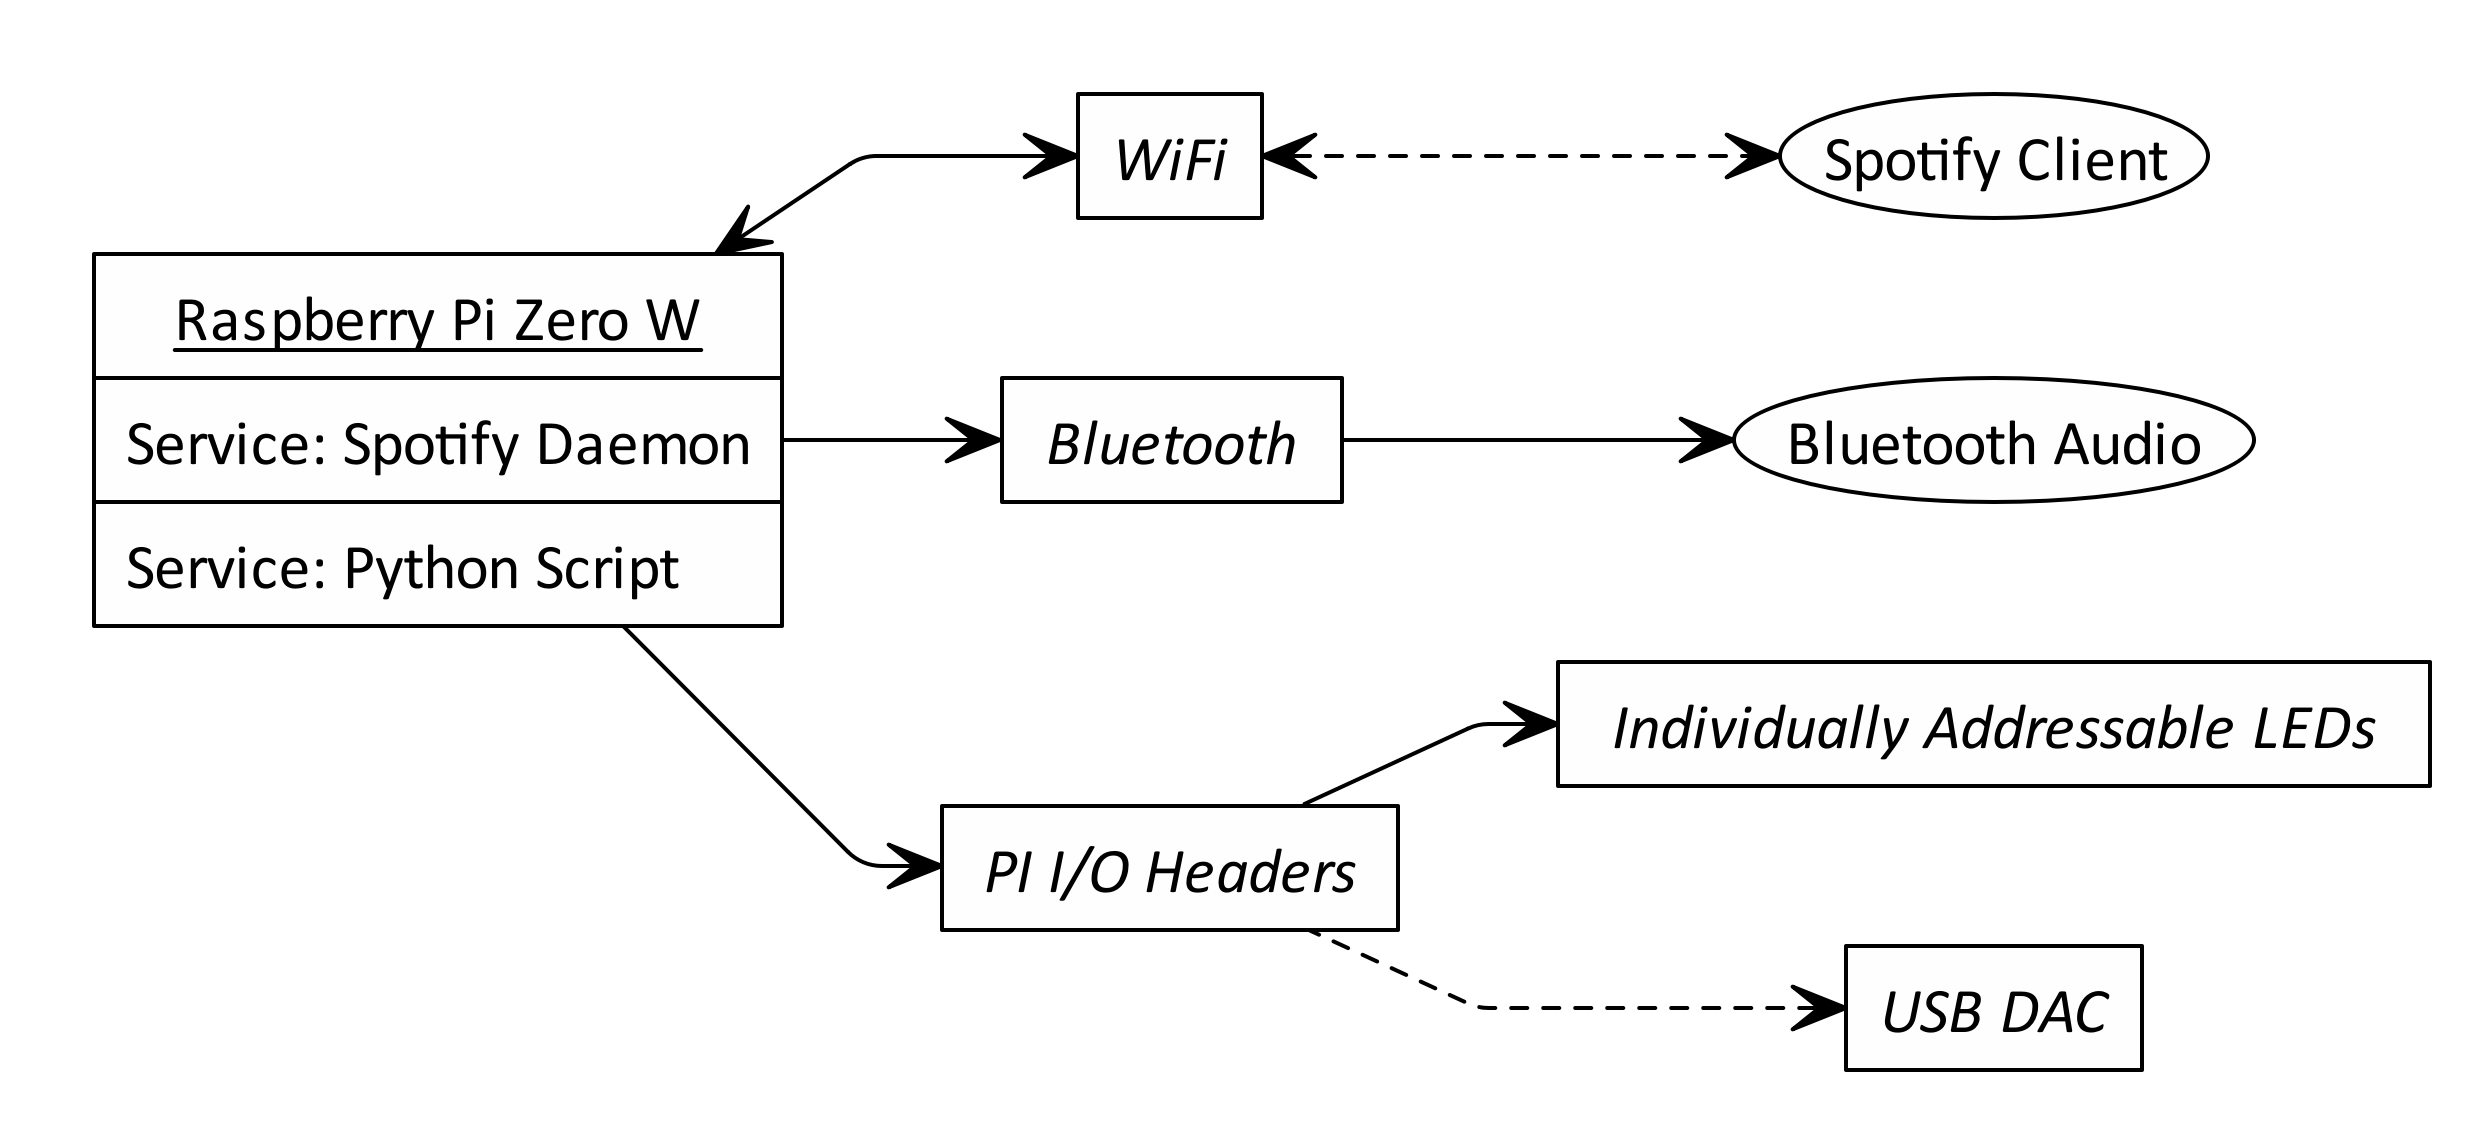 WiFi
Spotify Client
Raspberry Pi Zero W
Service: Spotify Daemon
Bluetooth
Bluetooth Audio
Service: Python Script
Individually Addressable LEDs
PI I/O Headers
USB DAC